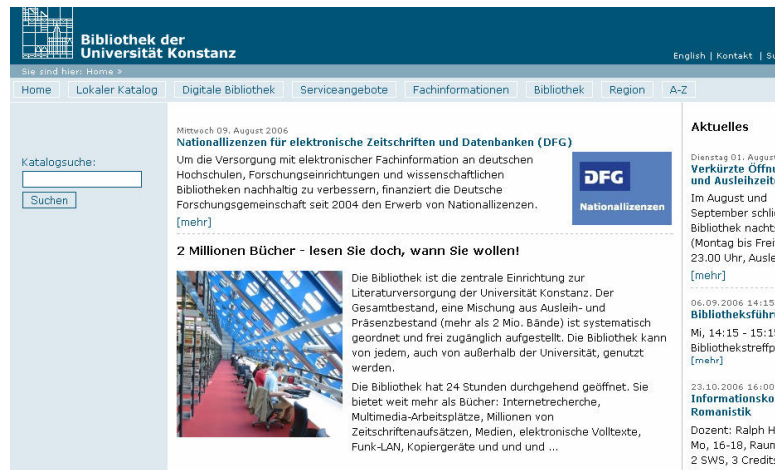 Bibliothek der
Universität Konstanz
English | Kontakt |
Sie sind hier: Home >
Home Lokaler Katalog Digitale Bibliothek Serviceangebote Fachinformationen Bibliothek Region A-Z
Katalogsuche:
Suchen
Mittwoch 09. August 2006
Nationallizenzen für elektronische Zeitschriften und Datenbanken (DFG)
Um die Versorgung mit elektronischer Fachinformation an deutschen
Hochschulen, Forschungseinrichtungen und wissenschaftlichen
Bibliotheken nachhaltig zu verbessern, finanziert die Deutsche
Forschungsgemeinschaft seit 2004 den Erwerb von Nationallizenzen.
[mehr]
DFG
Nationallizenzen
2 Millionen Bücher - lesen Sie doch, wann Sie wollen!
Die Bibliothek ist die zentrale Einrichtung zur
Literaturversorgung der Universität Konstanz. Der
Gesamtbestand, eine Mischung aus Ausleih- und
Präsenzbestand (mehr als 2 Mio. Bände) ist systematisch
geordnet und frei zugänglich aufgestellt. Die Bibliothek kann
von jedem, auch von außerhalb der Universität, genutzt
werden.
Die Bibliothek hat 24 Stunden durchgehend geöffnet. Sie
bietet weit mehr als Bücher: Internetrecherche,
Multimedia-Arbeitsplätze, Millionen von
Zeitschriftenaufsätzen, Medien, elektronische Volltexte,
Funk-LAN, Kopiergeräte und und und ...
Aktuelles
Dienstag 01. August
Verkürzte Öffnu
und Ausleihzeit
Im August und
September schli
Bibliothek nachts
(Montag bis Frei
23.00 Uhr, Ausle
[mehr]
06.09.2006 14:15
Bibliotheksführu
Mi, 14:15 - 15:15
Bibliothekstreffp
[mehr]
23.10.2006 16:00
Informationsko
Romanistik
Dozent: Ralph H
Mo, 16-18, Raum
2 SWS, 3 Credits